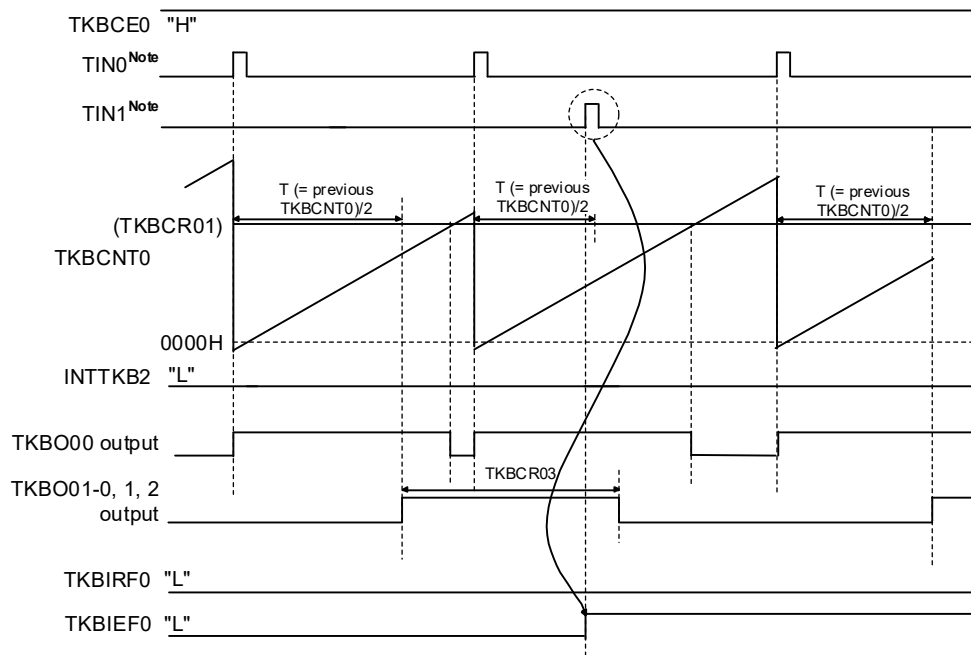 TKBCE0 "H"
TIN0Note
TIN1Note
T (= previous
TKBCNT0)/2
T (= previous
TKBCNT0)/2
T (= previous
TKBCNT0)/2
(TKBCR01)
TKBCNT0
0000H
INTTKB2 "L"
TKBO00 output
TKBCR03
TKBO01-0, 1, 2
output
TKBIRF0 "L"
TKBIEF0 "L"